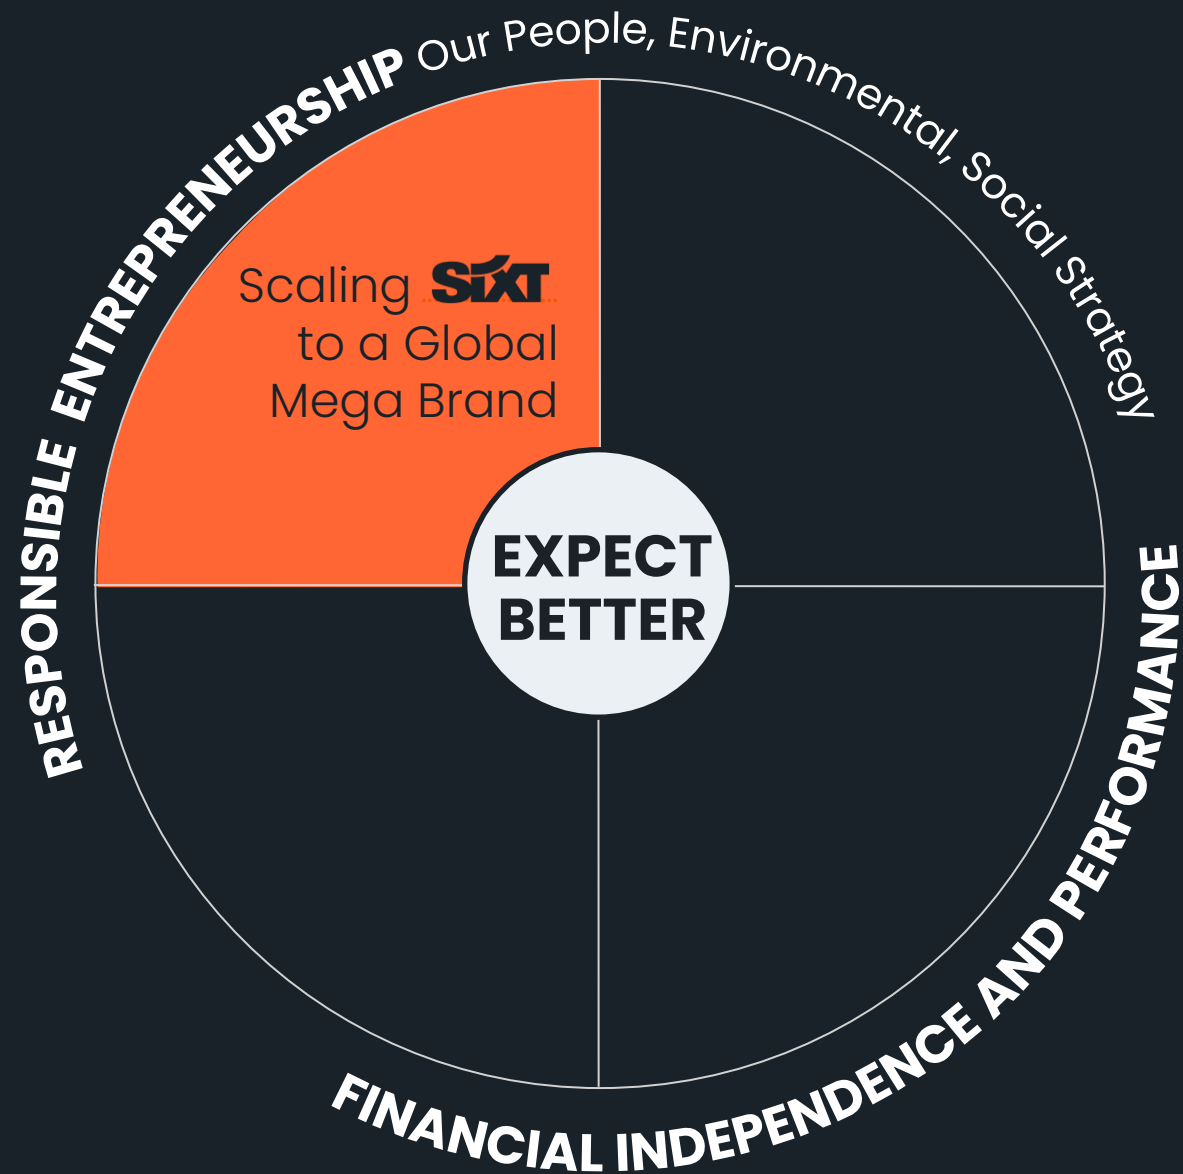 RESPONSIBLE ENTREPRENEURSHIP Our People, Environmental, Social Strategy
Scaling SIXT
to a Global
Mega Brand
EXPECT
BETTER
FINANCIAL INDEPENDENCE AND PERFORMANCE